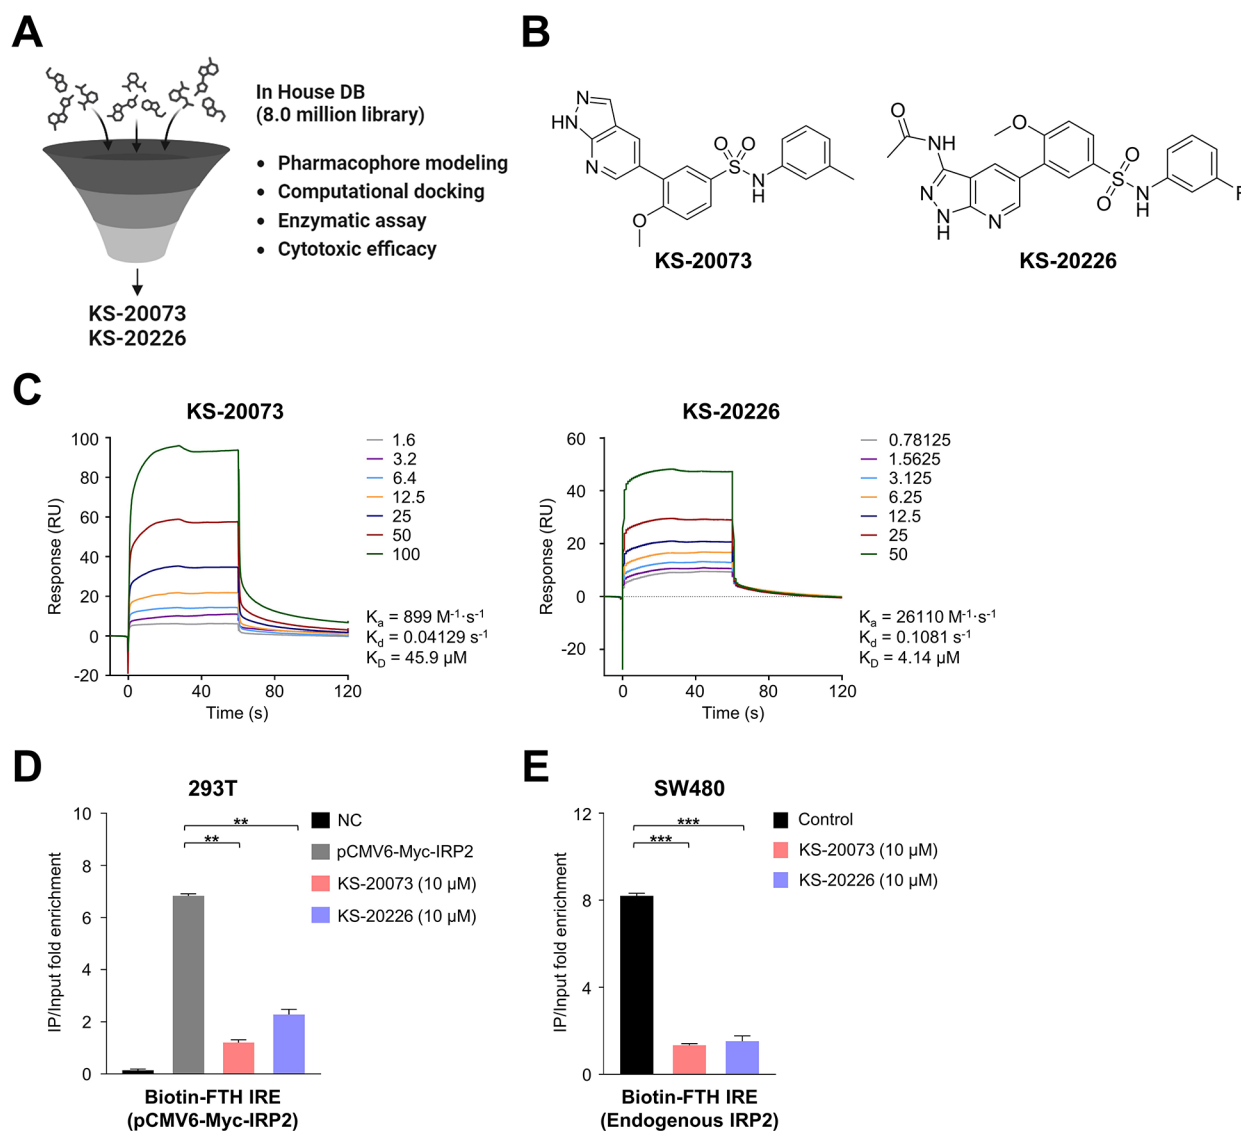 A
In House DB
(8.0 million library)
• Pharmacophore modeling
• Computational docking
• Enzymatic assay
• Cytotoxic efficacy
KS-20073
KS-20226
B
N
HN
N
O
O
S
N
H
O
KS-20073
O
NH
N
N
H
N
O
O
S
O
N
H
F
KS-20226
C
KS-20073
Response (RU)
100
80
60
40
20
0
-20
0 40 80 120
Time (s)
1.6
3.2
6.4
12.5
25
50
100
Ka = 899 M⁻¹·s⁻¹
Kd = 0.04129 s⁻¹
KD = 45.9 µM
KS-20226
Response (RU)
60
40
20
0
-20
0 40 80 120
Time (s)
0.78125
1.5625
3.125
6.25
12.5
25
50
Ka = 26110 M⁻¹·s⁻¹
Kd = 0.1081 s⁻¹
KD = 4.14 µM
D
293T
IP/Input fold enrichment
10
8
6
4
2
0
**
**
NC
pCMV6-Myc-IRP2
KS-20073 (10 µM)
KS-20226 (10 µM)
Biotin-FTH IRE
(pCMV6-Myc-IRP2)
E
SW480
IP/Input fold enrichment
12
8
4
0
***
***
Control
KS-20073 (10 µM)
KS-20226 (10 µM)
Biotin-FTH IRE
(Endogenous IRP2)